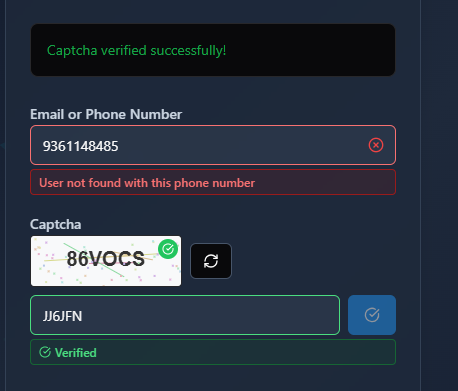 Captcha verified successfully!
Email or Phone Number
9361148485
User not found with this phone number
Captcha
86VOCS
JJ6JFN
Verified